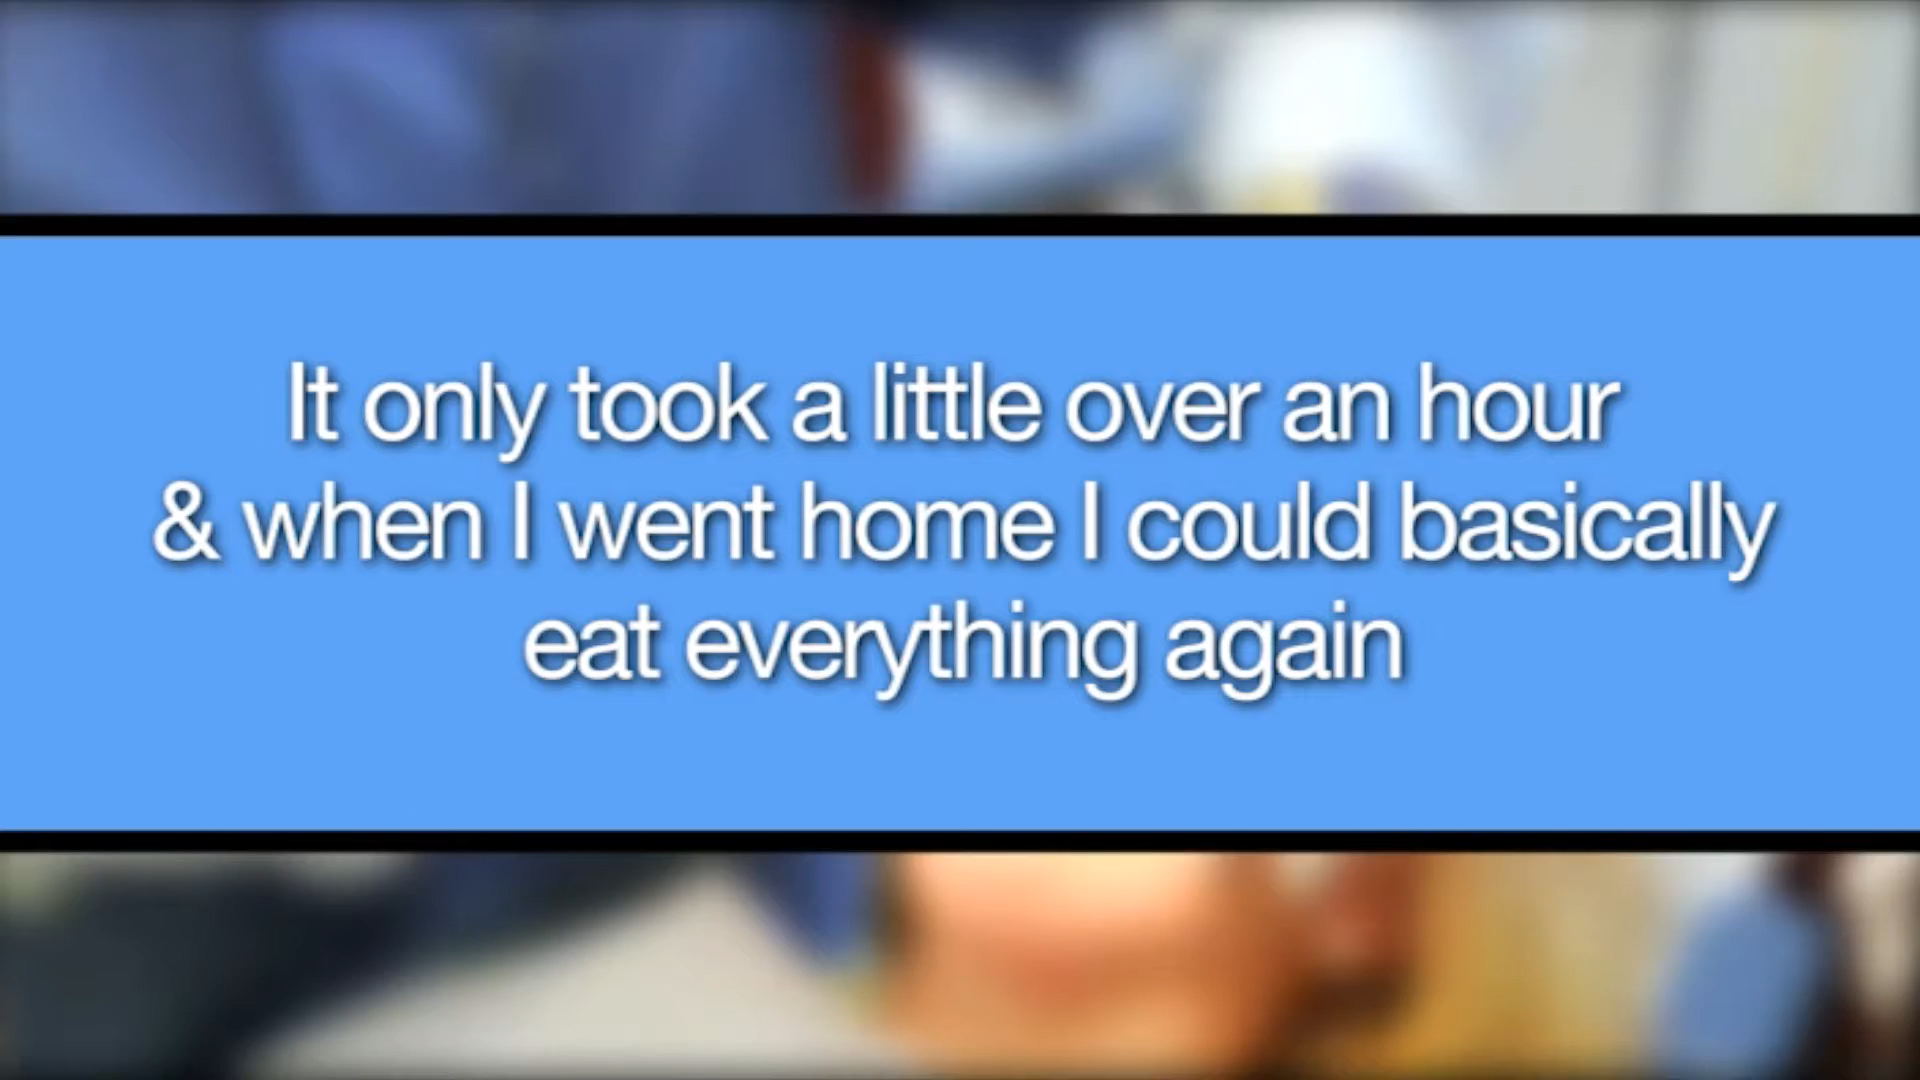 It only took a little over an hour
& when I went home I could basically
eat everything again